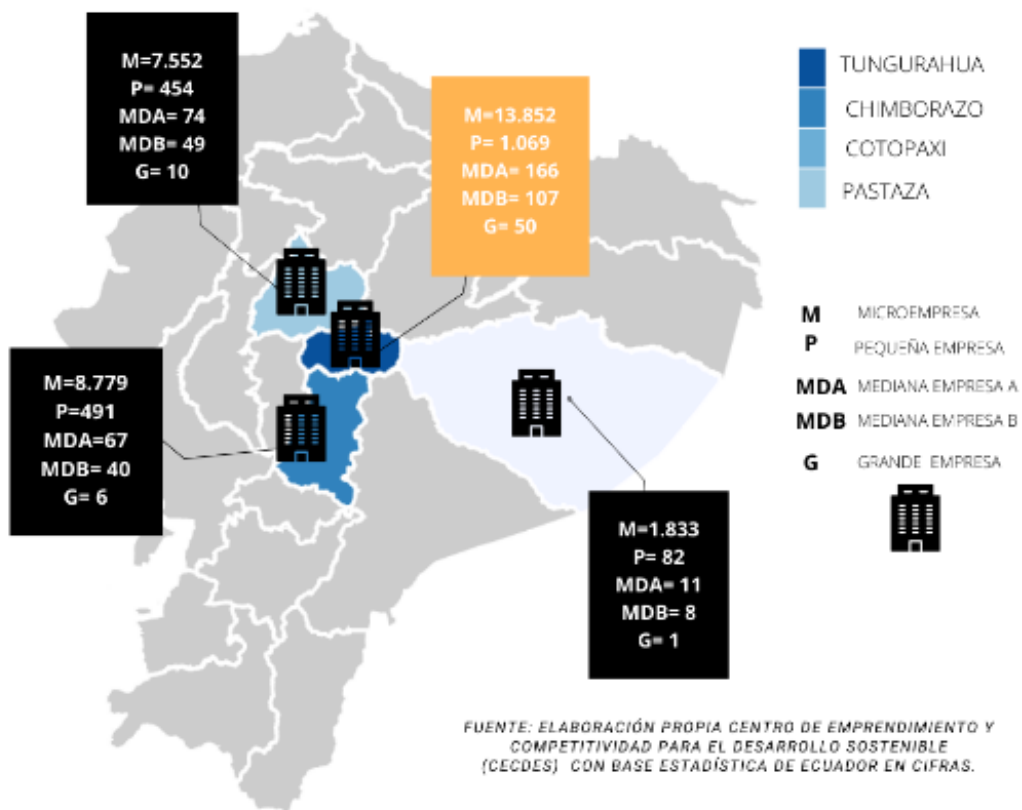 M=7.552
P= 454
MDA= 74
MDB= 49
G= 10
M=13.852
P= 1.069
MDA= 166
MDB= 107
G= 50
TUNGURAHUA
CHIMBORAZO
COTOPAXI
PASTAZA
M MICROEMPRESA
P PEQUEÑA EMPRESA
MDA MEDIANA EMPRESA A
MDB MEDIANA EMPRESA B
G GRANDE EMPRESA
M=8.779
P=491
MDA=67
MDB= 40
G= 6
M=1.833
P= 82
MDA= 11
MDB= 8
G= 1
FUENTE: ELABORACIÓN PROPIA CENTRO DE EMPRENDIMIENTO Y
COMPETITIVIDAD PARA EL DESARROLLO SOSTENIBLE
(CECDES) CON BASE ESTADÍSTICA DE ECUADOR EN CIFRAS.